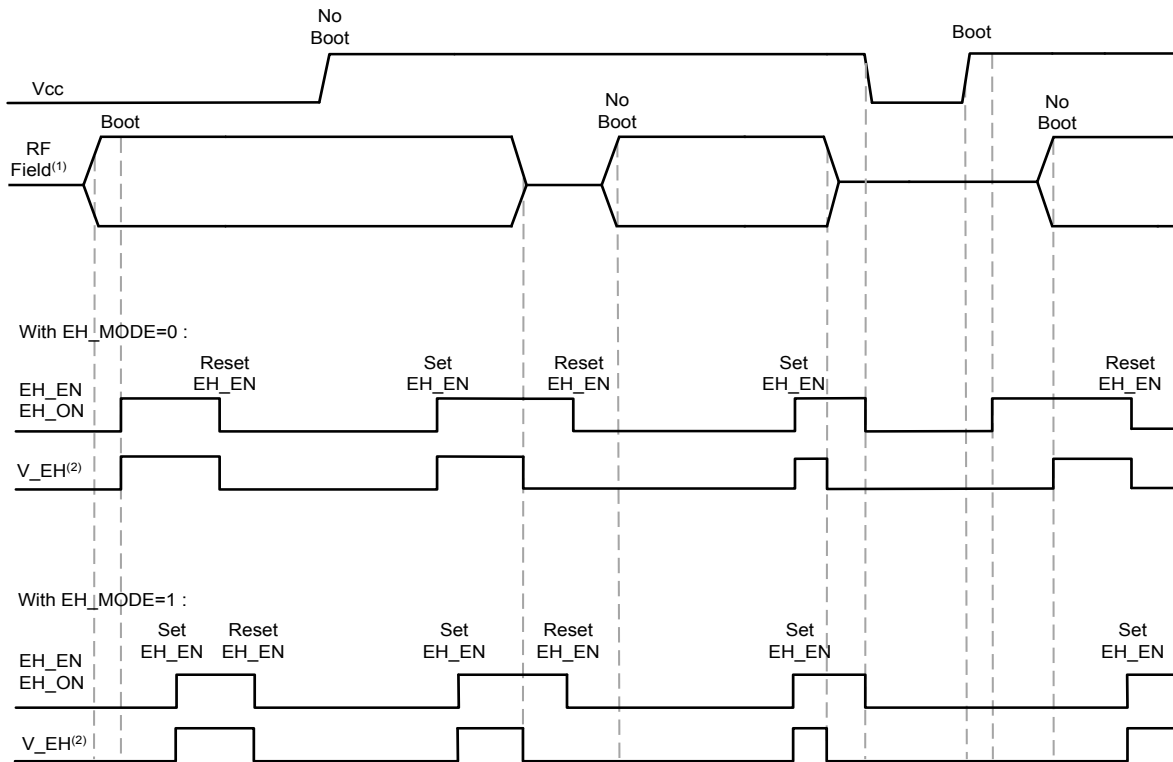 No
Boot
Boot
Vcc
Boot
No
Boot
No
Boot
RF
Field(1)
With EH_MODE=0 :
Reset
EH_EN
Set
EH_EN
Reset
EH_EN
Set
EH_EN
Reset
EH_EN
EH_EN
EH_ON
V_EH(2)
With EH_MODE=1 :
Set
EH_EN
Reset
EH_EN
Set
EH_EN
Reset
EH_EN
Set
EH_EN
Set
EH_EN
EH_EN
EH_ON
V_EH(2)